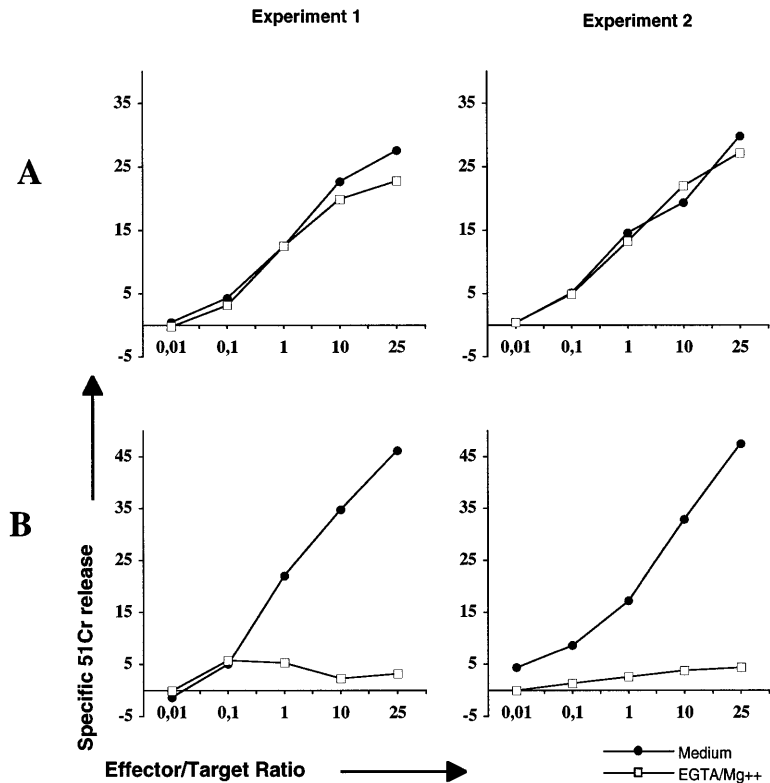 Experiment 1
Experiment 2
A
35
25
15
5
-5
0,01 0,1 1 10 25
35
25
15
5
-5
0,01 0,1 1 10 25
B
45
35
25
15
5
-5
0,01 0,1 1 10 25
45
35
25
15
5
-5
0,01 0,1 1 10 25
Specific 51Cr release
Effector/Target Ratio
Medium
EGTA/Mg++